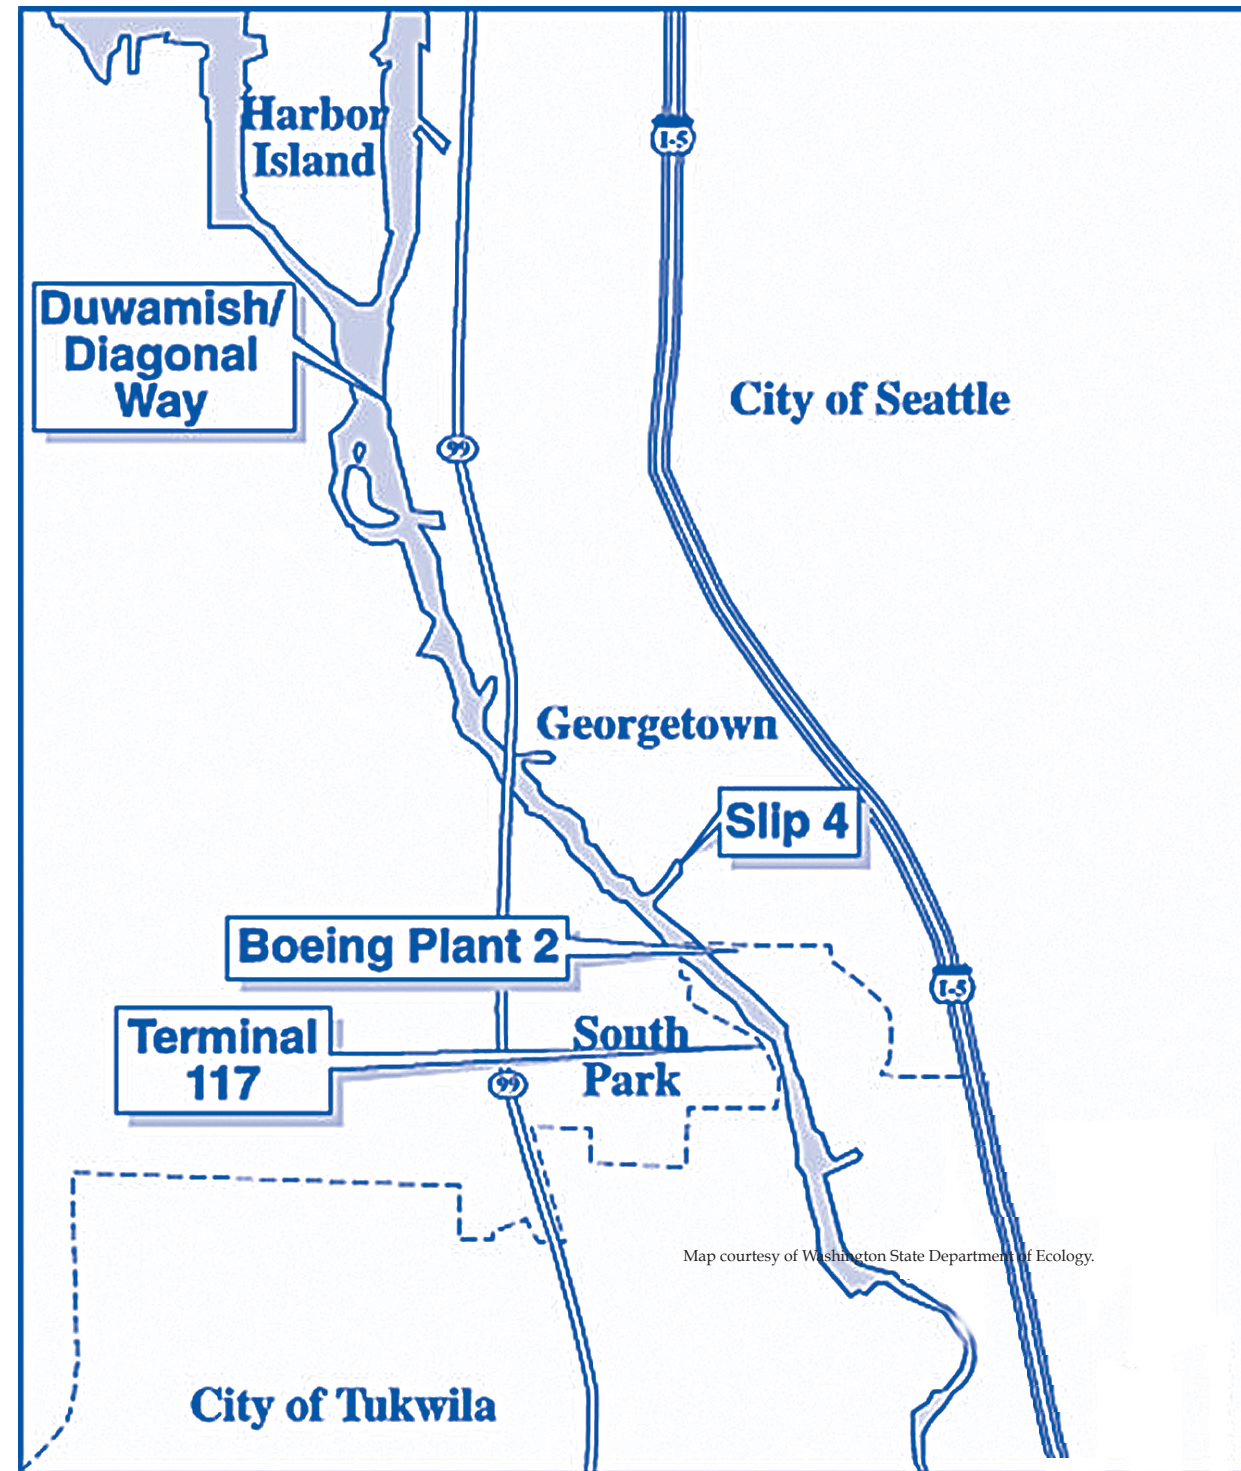 Harbor
Island
I-5
Duwamish/
Diagonal
Way
City of Seattle
99
Georgetown
Slip 4
Boeing Plant 2
I-5
Terminal
117
South
Park
99
Map courtesy of Washington State Department of Ecology.
City of Tukwila